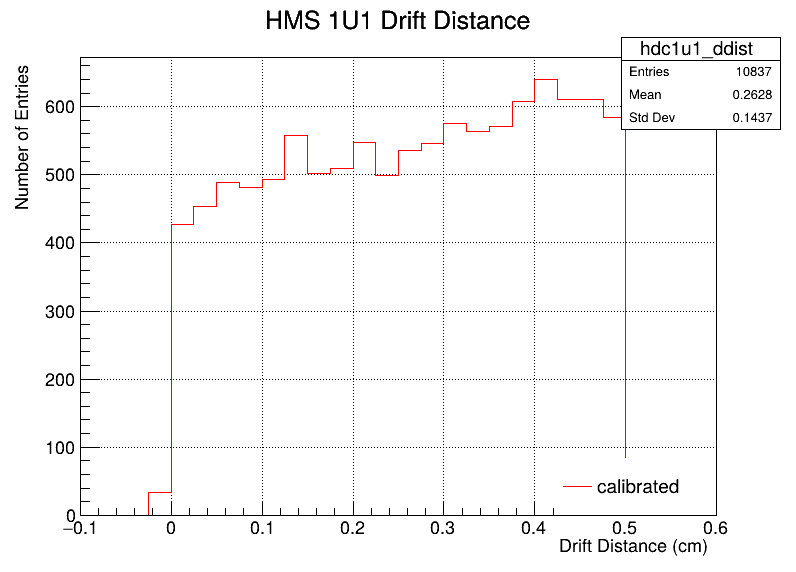 HMS 1U1 Drift Distance
hdc1u1_ddist
Entries 10837
Mean 0.2628
Std Dev 0.1437
Number of Entries
600
500
400
300
200
100
0
−0.1 0 0.1 0.2 0.3 0.4 0.5 0.6
Drift Distance (cm)
calibrated